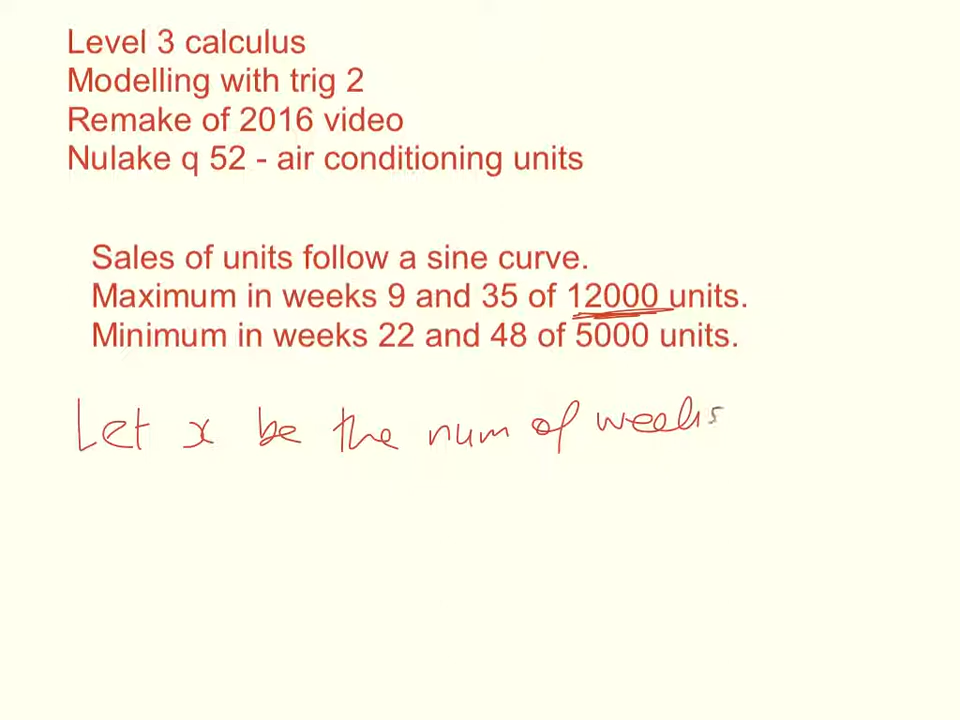 Level 3 calculus
Modelling with trig 2
Remake of 2016 video
Nulake q 52 - air conditioning units
Sales of units follow a sine curve.
Maximum in weeks 9 and 35 of 12000 units.
Minimum in weeks 22 and 48 of 5000 units.
Let x be the num of weeks